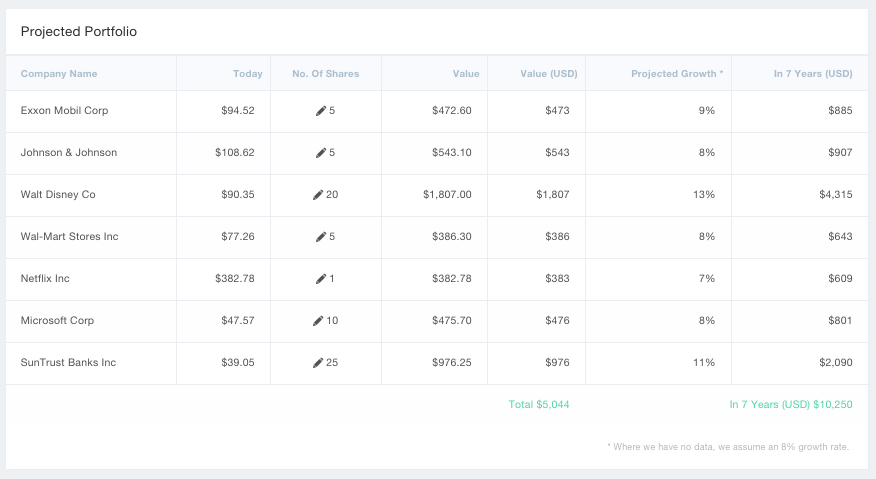 Projected Portfolio
Company Name Today No. Of Shares Value Value (USD) Projected Growth * In 7 Years (USD)
Exxon Mobil Corp $94.52 5 $472.60 $473 9% $885
Johnson & Johnson $108.62 5 $543.10 $543 8% $907
Walt Disney Co $90.35 20 $1,807.00 $1,807 13% $4,315
Wal-Mart Stores Inc $77.26 5 $386.30 $386 8% $643
Netflix Inc $382.78 1 $382.78 $383 7% $609
Microsoft Corp $47.57 10 $475.70 $476 8% $801
SunTrust Banks Inc $39.05 25 $976.25 $976 11% $2,090
Total $5,044 In 7 Years (USD) $10,250
* Where we have no data, we assume an 8% growth rate.